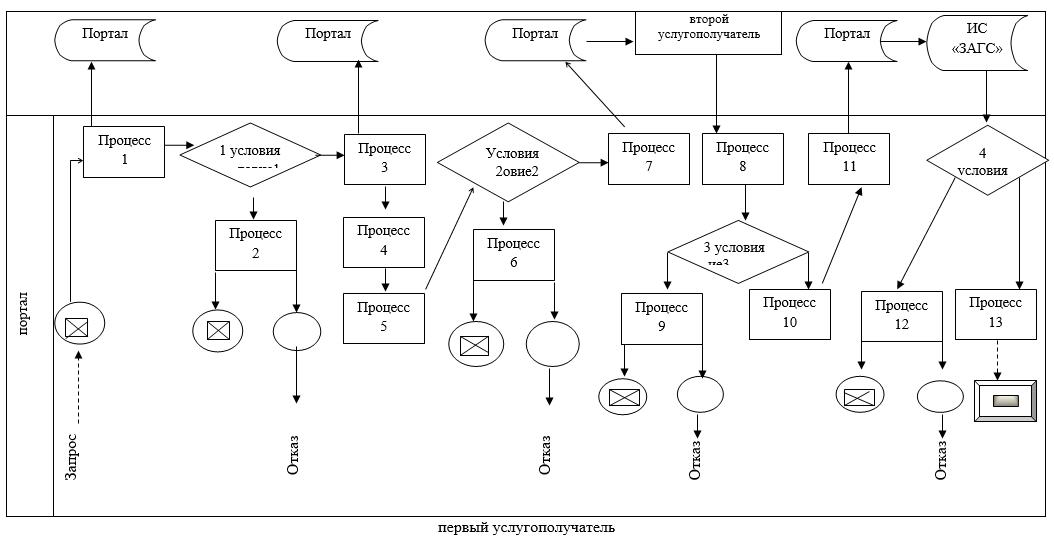 Портал
Портал
Портал
второй
услугополучатель
Портал
ИС
«ЗАГС»
Процесс
1
1 условия
Процесс
3
Условия
2овие2
Процесс
7
Процесс
8
Процесс
11
4
условия
Процесс
2
Процесс
4
Процесс
6
3 условия
ие3
Процесс
5
Процесс
9
Процесс
10
Процесс
12
Процесс
13
портал
Запрос
Отказ
Отказ
Отказ
Отказ
первый услугополучатель